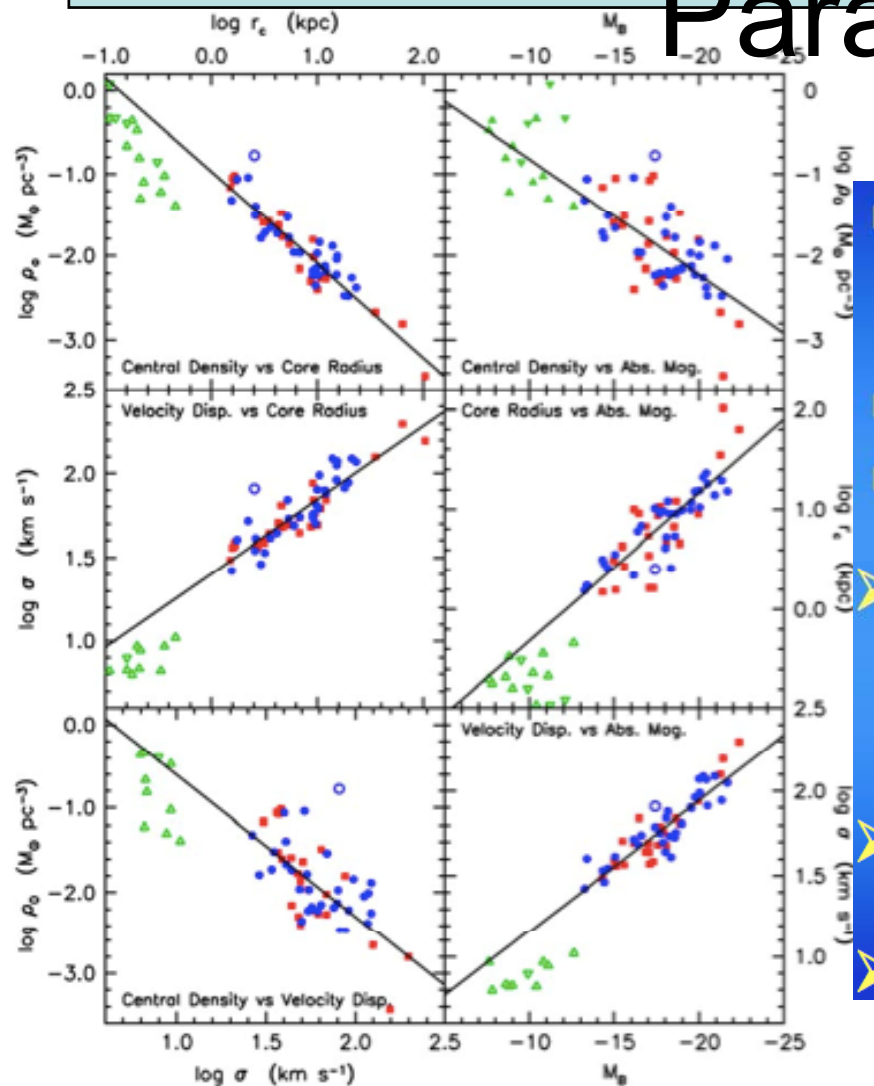 Para
log r_c (kpc)
M_B
−1.0 0.0 1.0 2.0
−10 −15 −20 −25
0.0
−1.0
−2.0
−3.0
log ρ₀ (M⊙ pc⁻³)
Central Density vs Core Radius
0
−1
−2
−3
log ρ₀ (M⊙ pc⁻³)
Central Density vs Abs. Mag.
2.5
2.0
1.5
1.0
log σ (km s⁻¹)
Velocity Disp. vs Core Radius
2.0
1.0
0.0
log r_c (kpc)
Core Radius vs Abs. Mag.
0.0
−1.0
−2.0
−3.0
log ρ₀ (M⊙ pc⁻³)
Central Density vs Velocity Disp.
2.5
2.0
1.5
1.0
log σ (km s⁻¹)
Velocity Disp. vs Abs. Mag.
1.0 1.5 2.0 2.5
−10 −15 −20 −25
log σ (km s⁻¹)
M_B